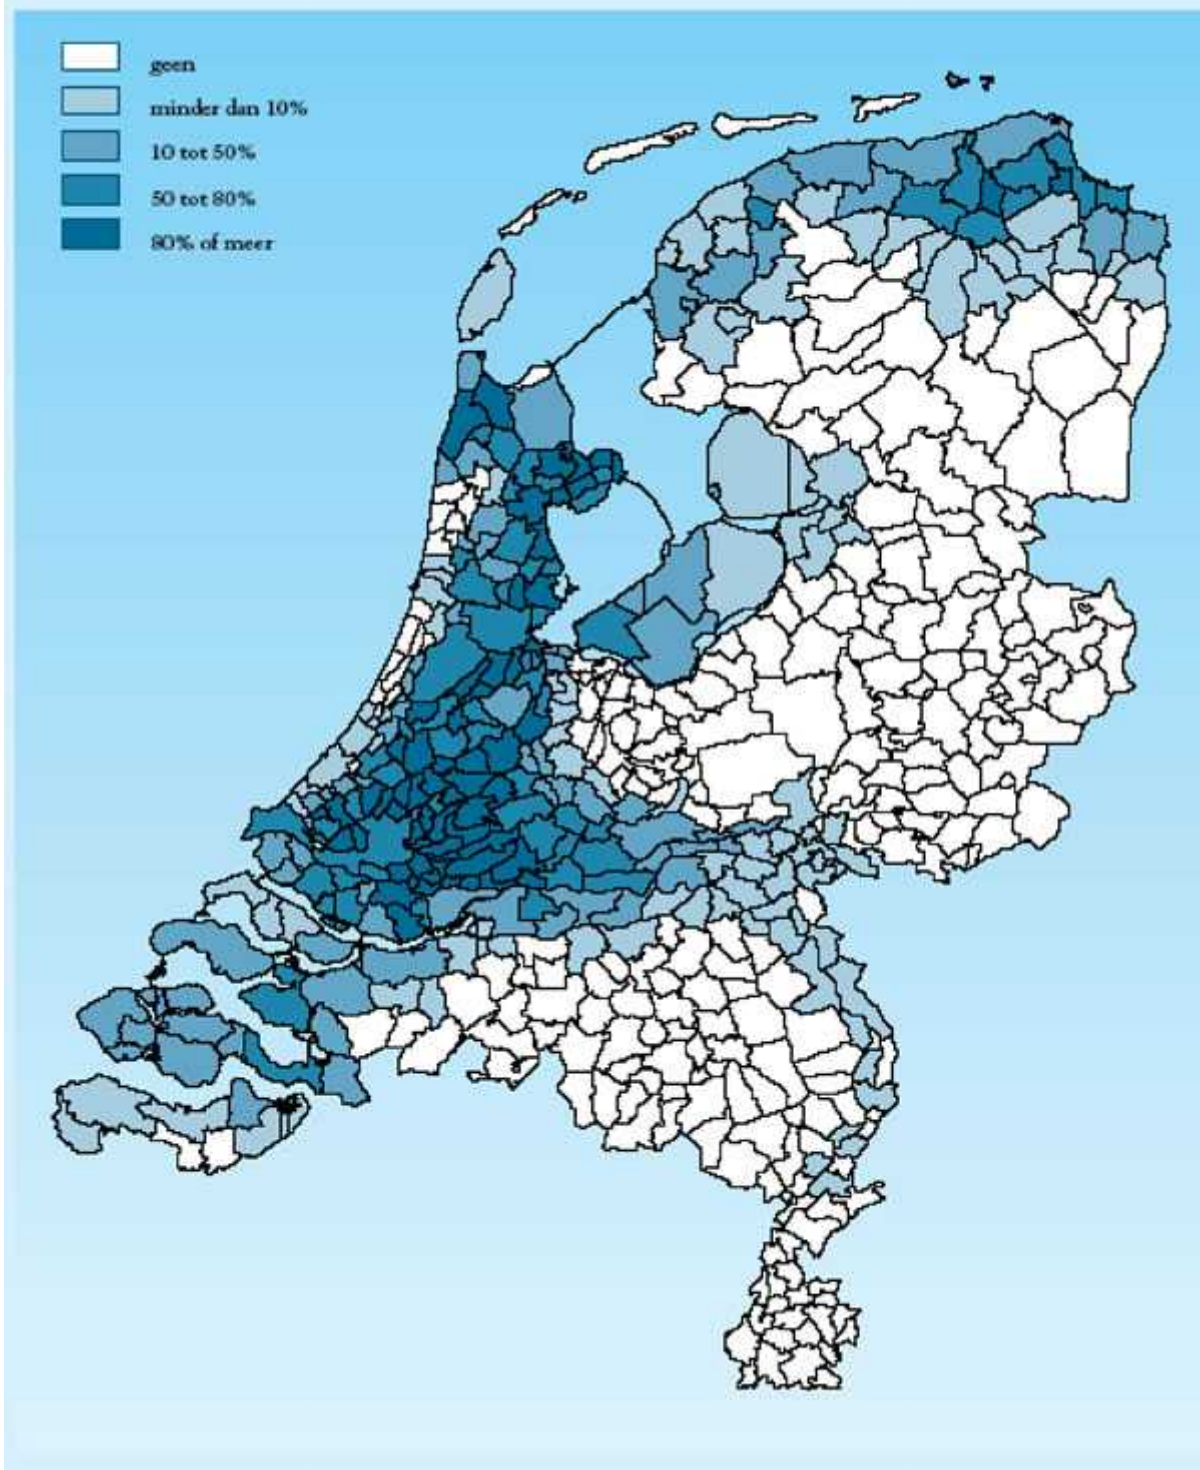 geen
minder dan 10%
10 tot 50%
50 tot 80%
80% of meer